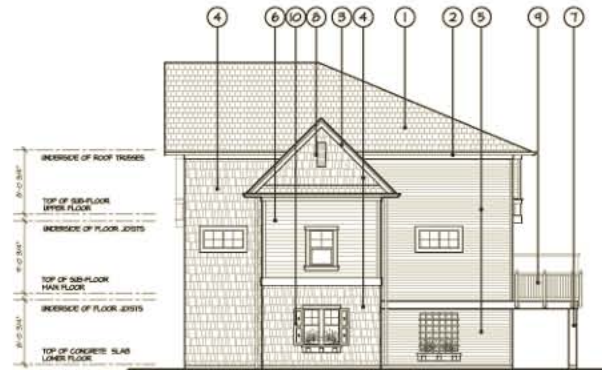 4 6 10 8 3 4 1 2 5 9 7
UNDERSIDE OF ROOF TRUSSES
TOP OF SUB-FLOOR
UPPER FLOOR
UNDERSIDE OF FLOOR JOISTS
TOP OF SUB-FLOOR
MAIN FLOOR
UNDERSIDE OF FLOOR JOISTS
TOP OF CONCRETE SLAB
LOWER FLOOR